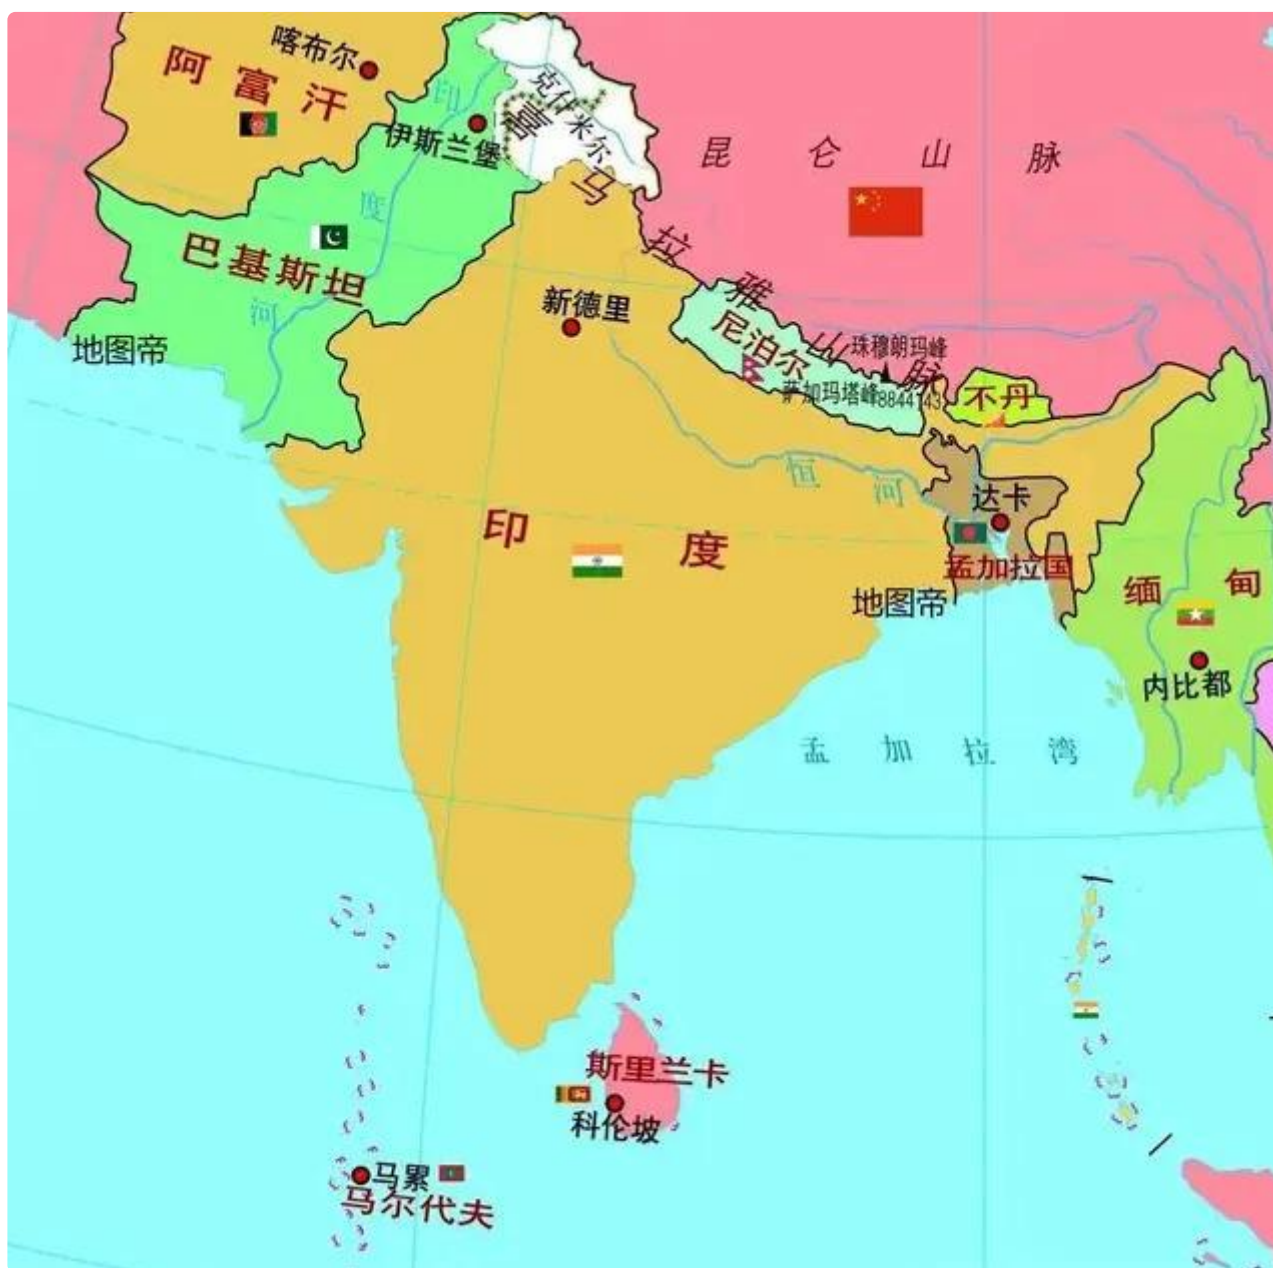 喀布尔
阿富汗
印度河
伊斯兰堡
克什米尔
喜马拉雅山脉
昆仑山脉
巴基斯坦
地图帝
新德里
尼泊尔
珠穆朗玛峰
萨加玛塔峰8844.43
不丹
恒河
达卡
印度
孟加拉国
地图帝
缅甸
内比都
孟加拉湾
斯里兰卡
科伦坡
马累
马尔代夫